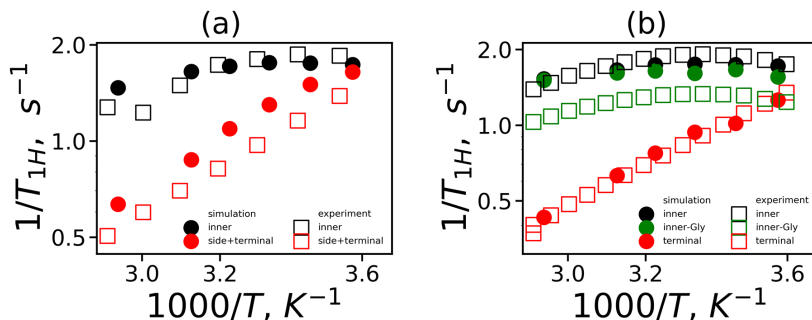 (a)
2.0
1.0
0.5
1/T1H, s−1
simulation
inner
side+terminal
experiment
inner
side+terminal
3.0
3.2
3.6
1000/T, K−1
(b)
2.0
1.0
0.5
1/T1H, s−1
simulation
inner
inner-Gly
terminal
experiment
inner
inner-Gly
terminal
3.0
3.2
3.6
1000/T, K−1